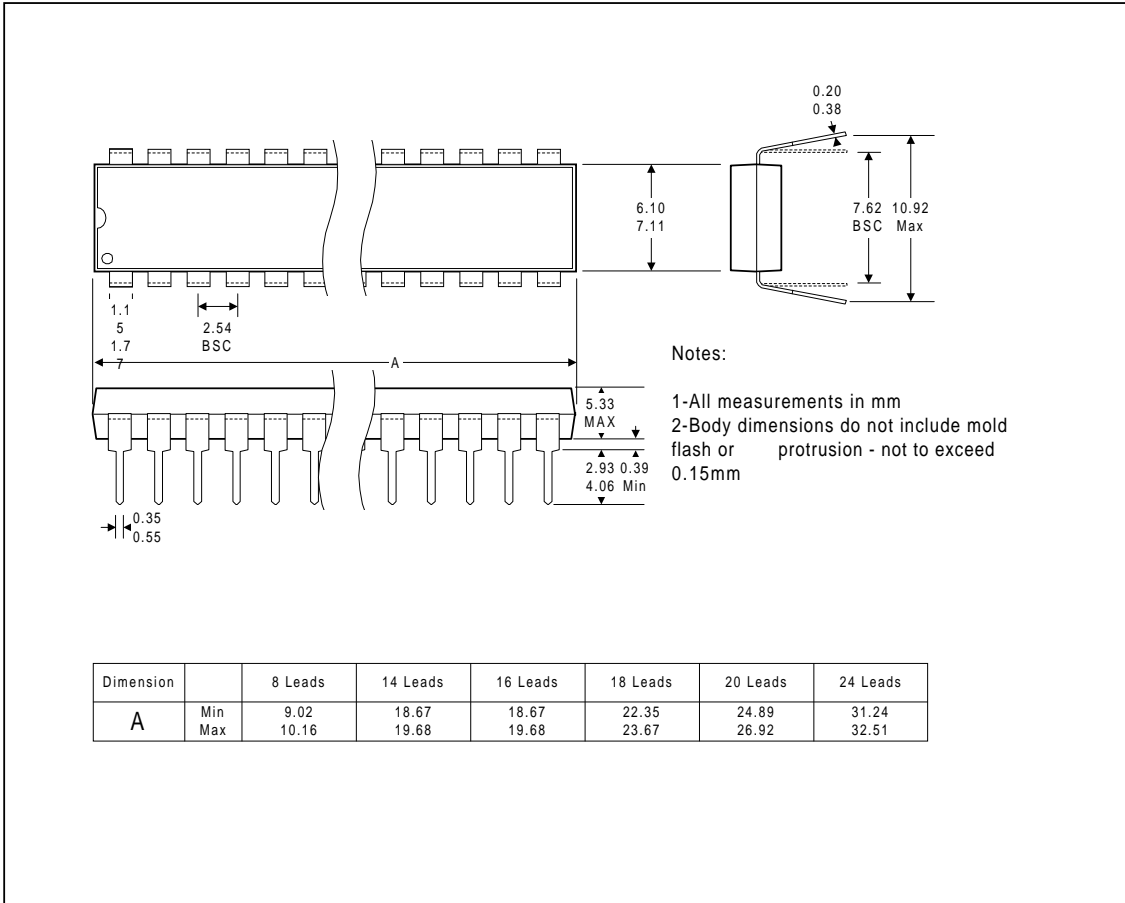 0.20
0.38
6.10
7.11
7.62 10.92
BSC Max
1.1
5
1.7
7
2.54
BSC
A
Notes:
1-All measurements in mm
2-Body dimensions do not include mold
flash or protrusion - not to exceed
0.15mm
5.33
MAX
2.93 0.39
4.06 Min
0.35
0.55
Dimension 8 Leads 14 Leads 16 Leads 18 Leads 20 Leads 24 Leads
A Min 9.02 18.67 18.67 22.35 24.89 31.24
Max 10.16 19.68 19.68 23.67 26.92 32.51